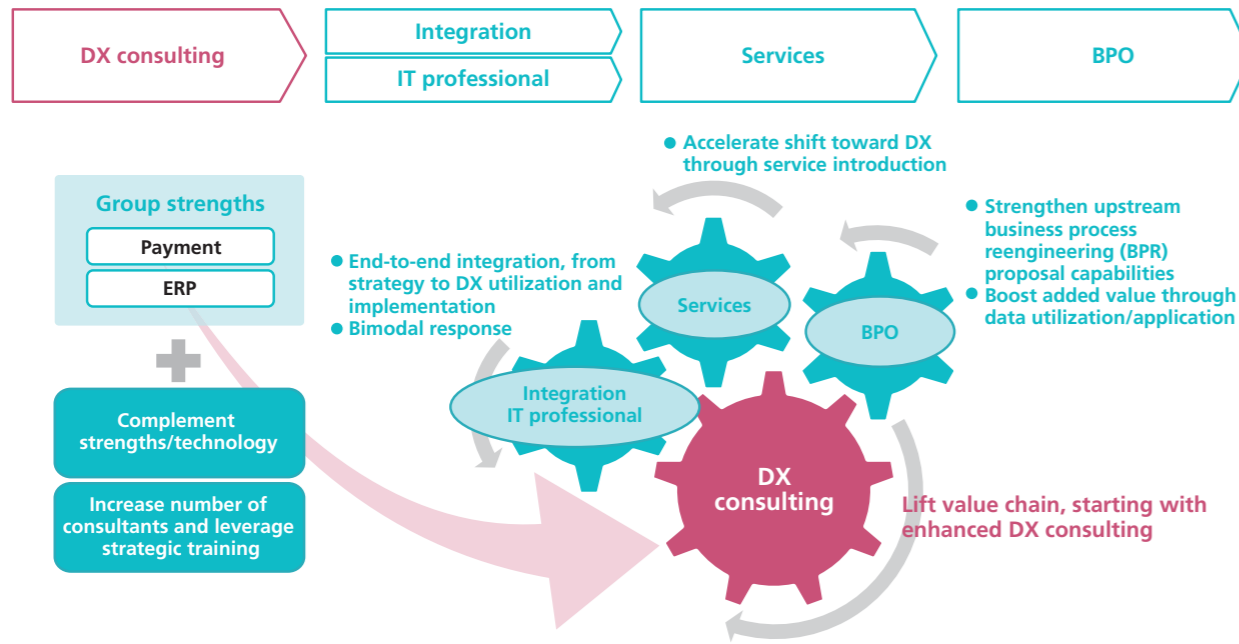 DX consulting
Integration
IT professional
Services
BPO
Group strengths
Payment
ERP
Complement
strengths/technology
Increase number of
consultants and leverage
strategic training
● End-to-end integration, from
strategy to DX utilization and
implementation
● Bimodal response
● Accelerate shift toward DX
through service introduction
● Strengthen upstream
business process
reengineering (BPR)
proposal capabilities
● Boost added value through
data utilization/application
Services
BPO
Integration
IT professional
DX
consulting
Lift value chain, starting with
enhanced DX consulting